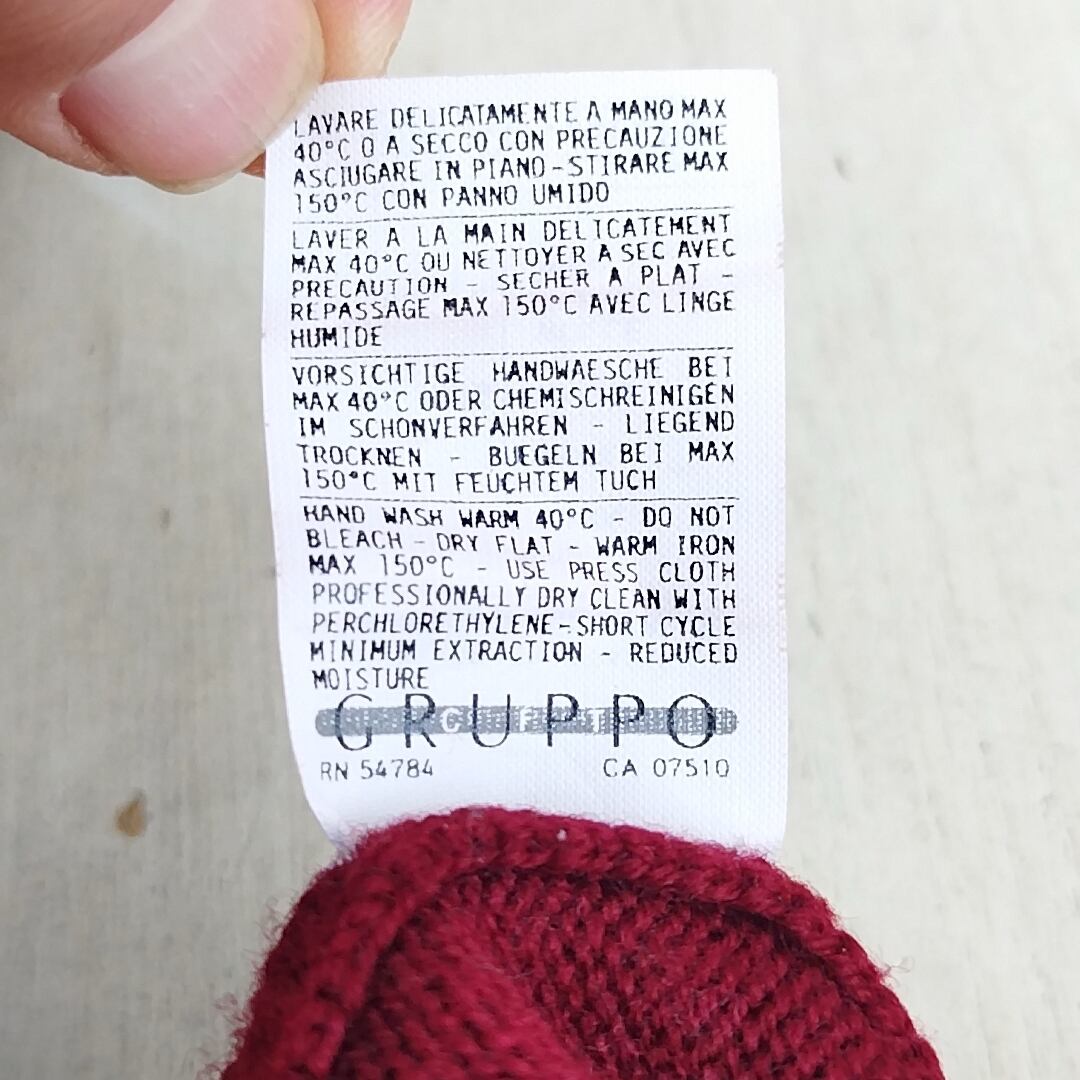 LAVARE DELICATAMENTE A MANO MAX
40°C O A SECCO CON PRECAUZIONE
ASCIUGARE IN PIANO-STIRARE MAX
150°C CON PANNO UMIDO
LAVER A LA MAIN DELICATEMENT
MAX 40°C OU NETTOYER A SEC AVEC
PRECAUTION - SECHER A PLAT -
REPASSAGE MAX 150°C AVEC LINGE
HUMIDE
VORSICHTIGE HANDWAESCHE BEI
MAX 40°C ODER CHEMISCHREINIGEN
IM SCHONVERFAHREN - LIEGEND
TROCKNEN - BUEGELN BEI MAX
150°C MIT FEUCHTEM TUCH
HAND WASH WARM 40°C - DO NOT
BLEACH - DRY FLAT - WARM IRON
MAX 150°C - USE PRESS CLOTH
PROFESSIONALLY DRY CLEAN WITH
PERCHLORETHYLENE-SHORT CYCLE
MINIMUM EXTRACTION - REDUCED
MOISTURE
GRUPPO
RN 54784 CA 07510